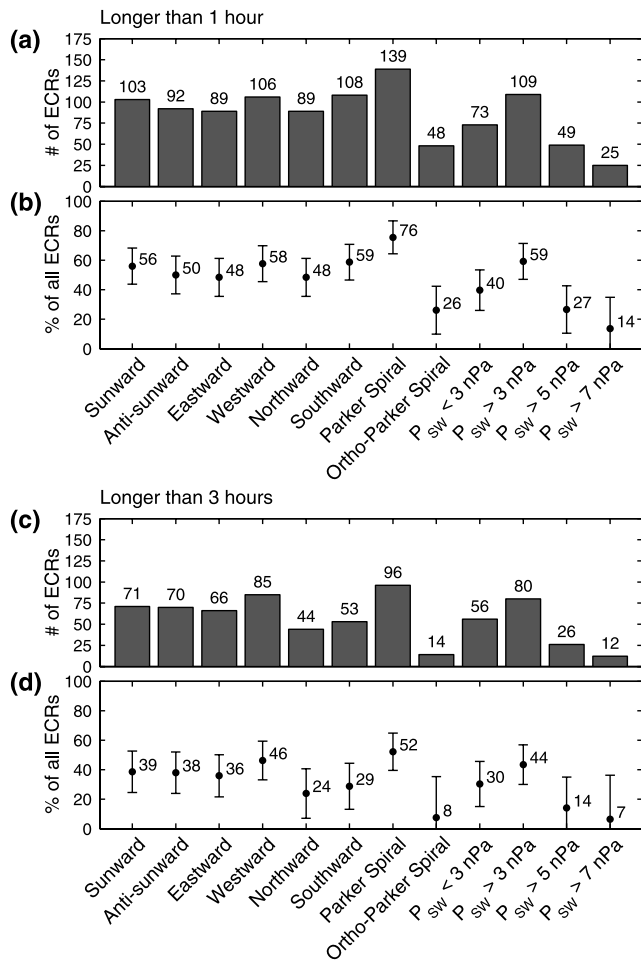 Longer than 1 hour
(a)
# of ECRs
175
150
125
100
75
50
25
0
103
92
89
106
89
108
139
48
73
109
49
25
(b)
% of all ECRs
100
80
60
40
20
0
56
50
48
58
48
59
76
26
40
59
27
14
Sunward
Anti-sunward
Eastward
Westward
Northward
Southward
Parker Spiral
Ortho-Parker Spiral
P SW < 3 nPa
P SW > 3 nPa
P SW > 5 nPa
P SW > 7 nPa
Longer than 3 hours
(c)
# of ECRs
175
150
125
100
75
50
25
0
71
70
66
85
44
53
96
14
56
80
26
12
(d)
% of all ECRs
100
80
60
40
20
0
39
38
36
46
24
29
52
8
30
44
14
7
Sunward
Anti-sunward
Eastward
Westward
Northward
Southward
Parker Spiral
Ortho-Parker Spiral
P SW < 3 nPa
P SW > 3 nPa
P SW > 5 nPa
P SW > 7 nPa